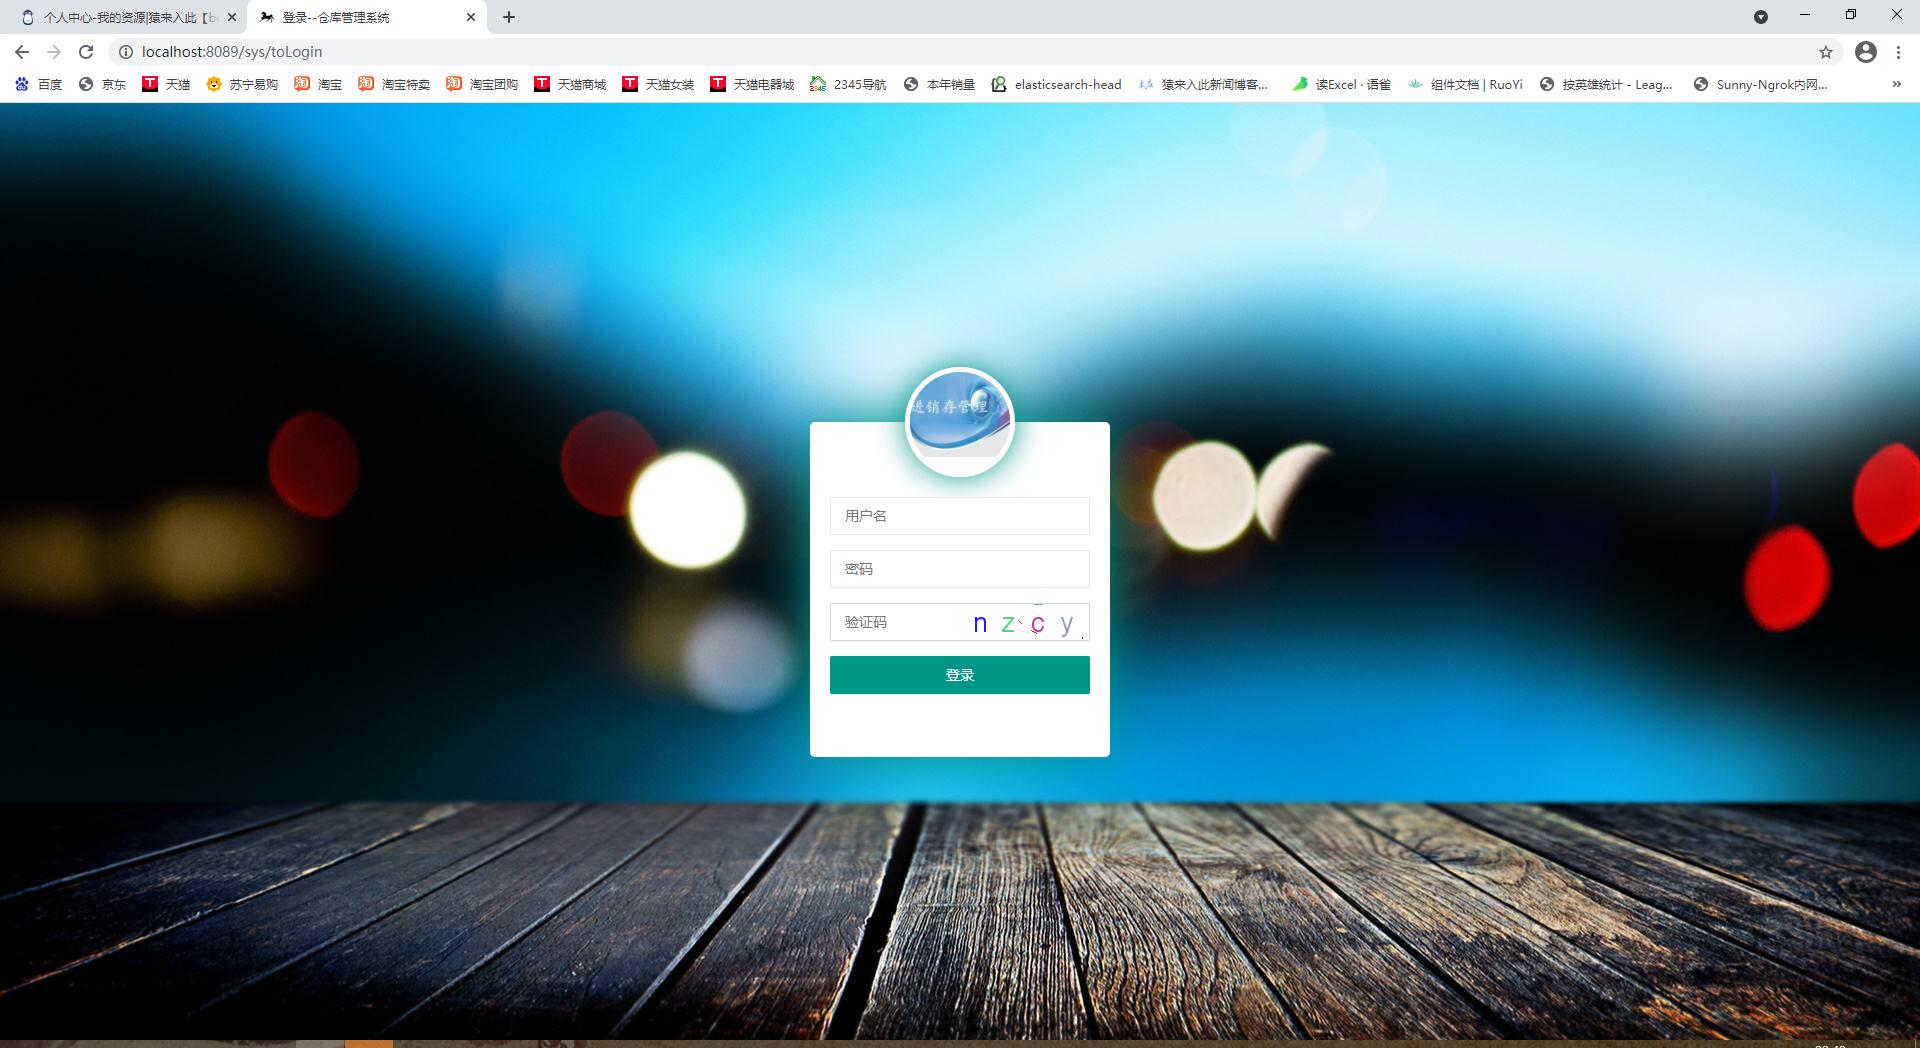 个人中心-我的资源|猿来入此【b
登录--仓库管理系统
localhost:8089/sys/toLogin
百度 京东 天猫 苏宁易购 淘宝 淘宝特卖 淘宝团购 天猫商城 天猫女装 天猫电器城 2345导航 本年销量 elasticsearch-head 猿来入此新闻博客... 读Excel · 语雀 组件文档 | RuoYi 按英雄统计 - Leag... Sunny-Ngrok内网... »
进销存管理
用户名
密码
验证码 n z c y
登录